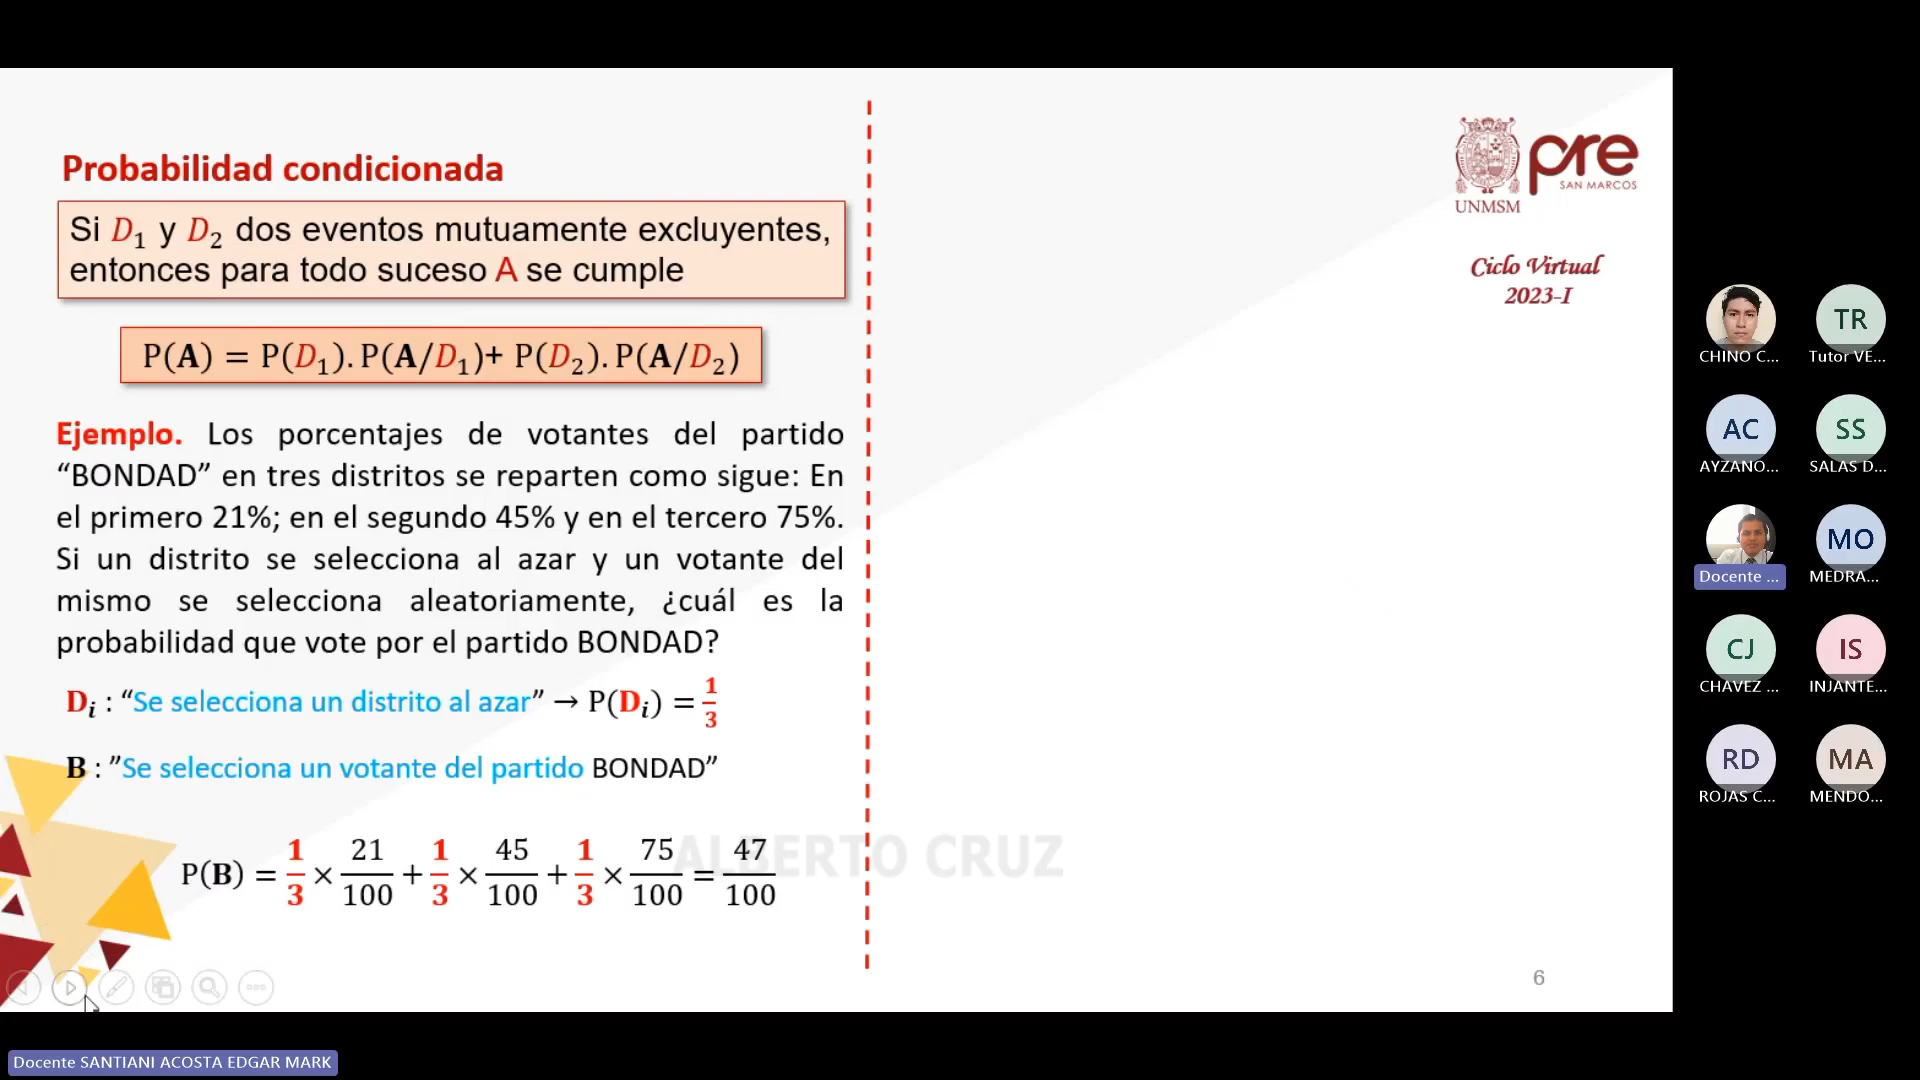 Probabilidad condicionada
Si D₁ y D₂ dos eventos mutuamente excluyentes,
entonces para todo suceso A se cumple
P(A) = P(D₁).P(A/D₁)+ P(D₂).P(A/D₂)
Ejemplo. Los porcentajes de votantes del partido
“BONDAD” en tres distritos se reparten como sigue: En
el primero 21%; en el segundo 45% y en el tercero 75%.
Si un distrito se selecciona al azar y un votante del
mismo se selecciona aleatoriamente, ¿cuál es la
probabilidad que vote por el partido BONDAD?
Dᵢ : “Se selecciona un distrito al azar” → P(Dᵢ) = 1/3
B : ”Se selecciona un votante del partido BONDAD”
P(B) = 1/3 × 21/100 + 1/3 × 45/100 + 1/3 × 75/100 = 47/100
ALBERTO CRUZ
UNMSM
pre
SAN MARCOS
Ciclo Virtual
2023-I
6
CHINO C...
TR
Tutor VE...
AC
AYZANO...
SS
SALAS D...
Docente ...
MO
MEDRA...
CJ
CHAVEZ ...
IS
INJANTE...
RD
ROJAS C...
MA
MENDO...
Docente SANTIANI ACOSTA EDGAR MARK